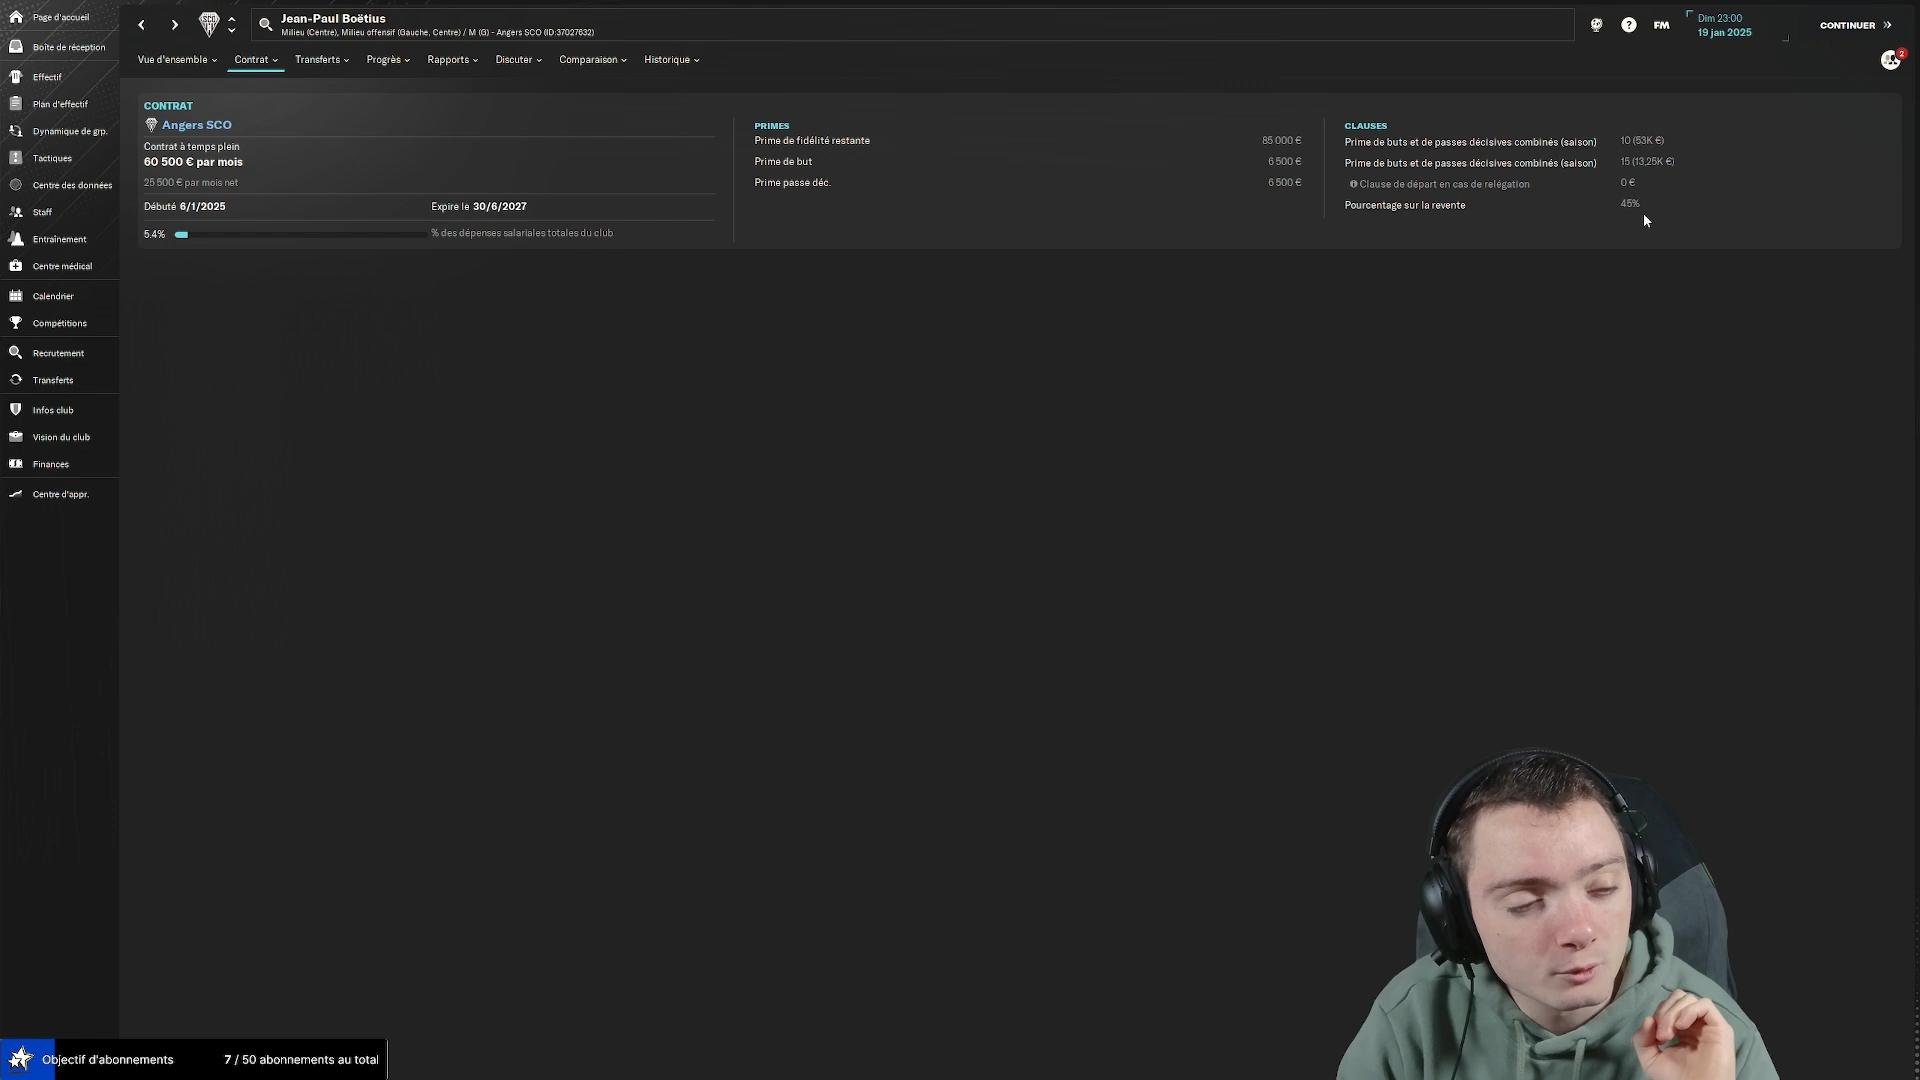 Page d'accueil
Boîte de réception
Effectif
Plan d'effectif
Dynamique de grp.
Tactiques
Centre des données
Staff
Entraînement
Centre médical
Calendrier
Compétitions
Recrutement
Transferts
Infos club
Vision du club
Finances
Centre d'appr.
Jean-Paul Boëtius
Milieu (Centre), Milieu offensif (Gauche, Centre) / M (G) - Angers SCO (ID:37027632)
FM
Dim 23:00
19 jan 2025
CONTINUER
2
Vue d'ensemble
Contrat
Transferts
Progrès
Rapports
Discuter
Comparaison
Historique
CONTRAT
Angers SCO
Contrat à temps plein
60 500 € par mois
25 500 € par mois net
Débuté 6/1/2025
Expire le 30/6/2027
5.4%
% des dépenses salariales totales du club
PRIMES
Prime de fidélité restante 85 000 €
Prime de but 6 500 €
Prime passe déc. 6 500 €
CLAUSES
Prime de buts et de passes décisives combinés (saison) 10 (53K €)
Prime de buts et de passes décisives combinés (saison) 15 (13,25K €)
Clause de départ en cas de relégation 0 €
Pourcentage sur la revente 45%
Objectif d'abonnements 7 / 50 abonnements au total